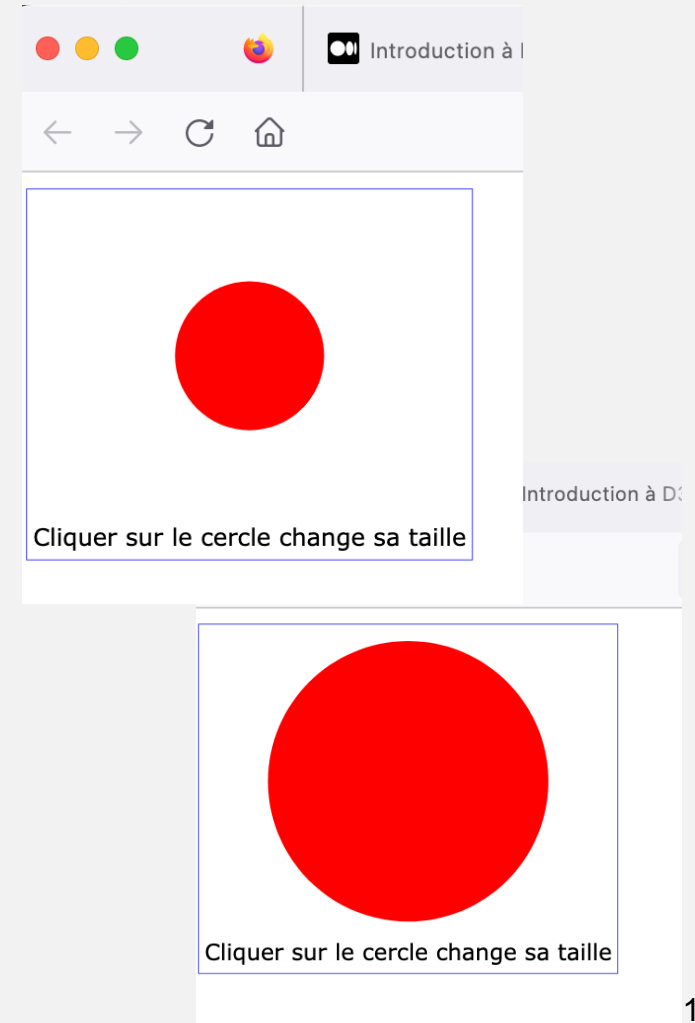 Introduction à
Cliquer sur le cercle change sa taille
Introduction à D3
Cliquer sur le cercle change sa taille
1